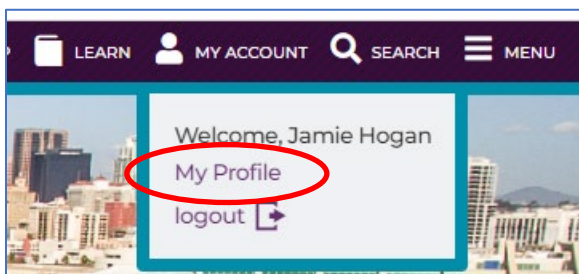 LEARN MY ACCOUNT SEARCH MENU
Welcome, Jamie Hogan
My Profile
logout